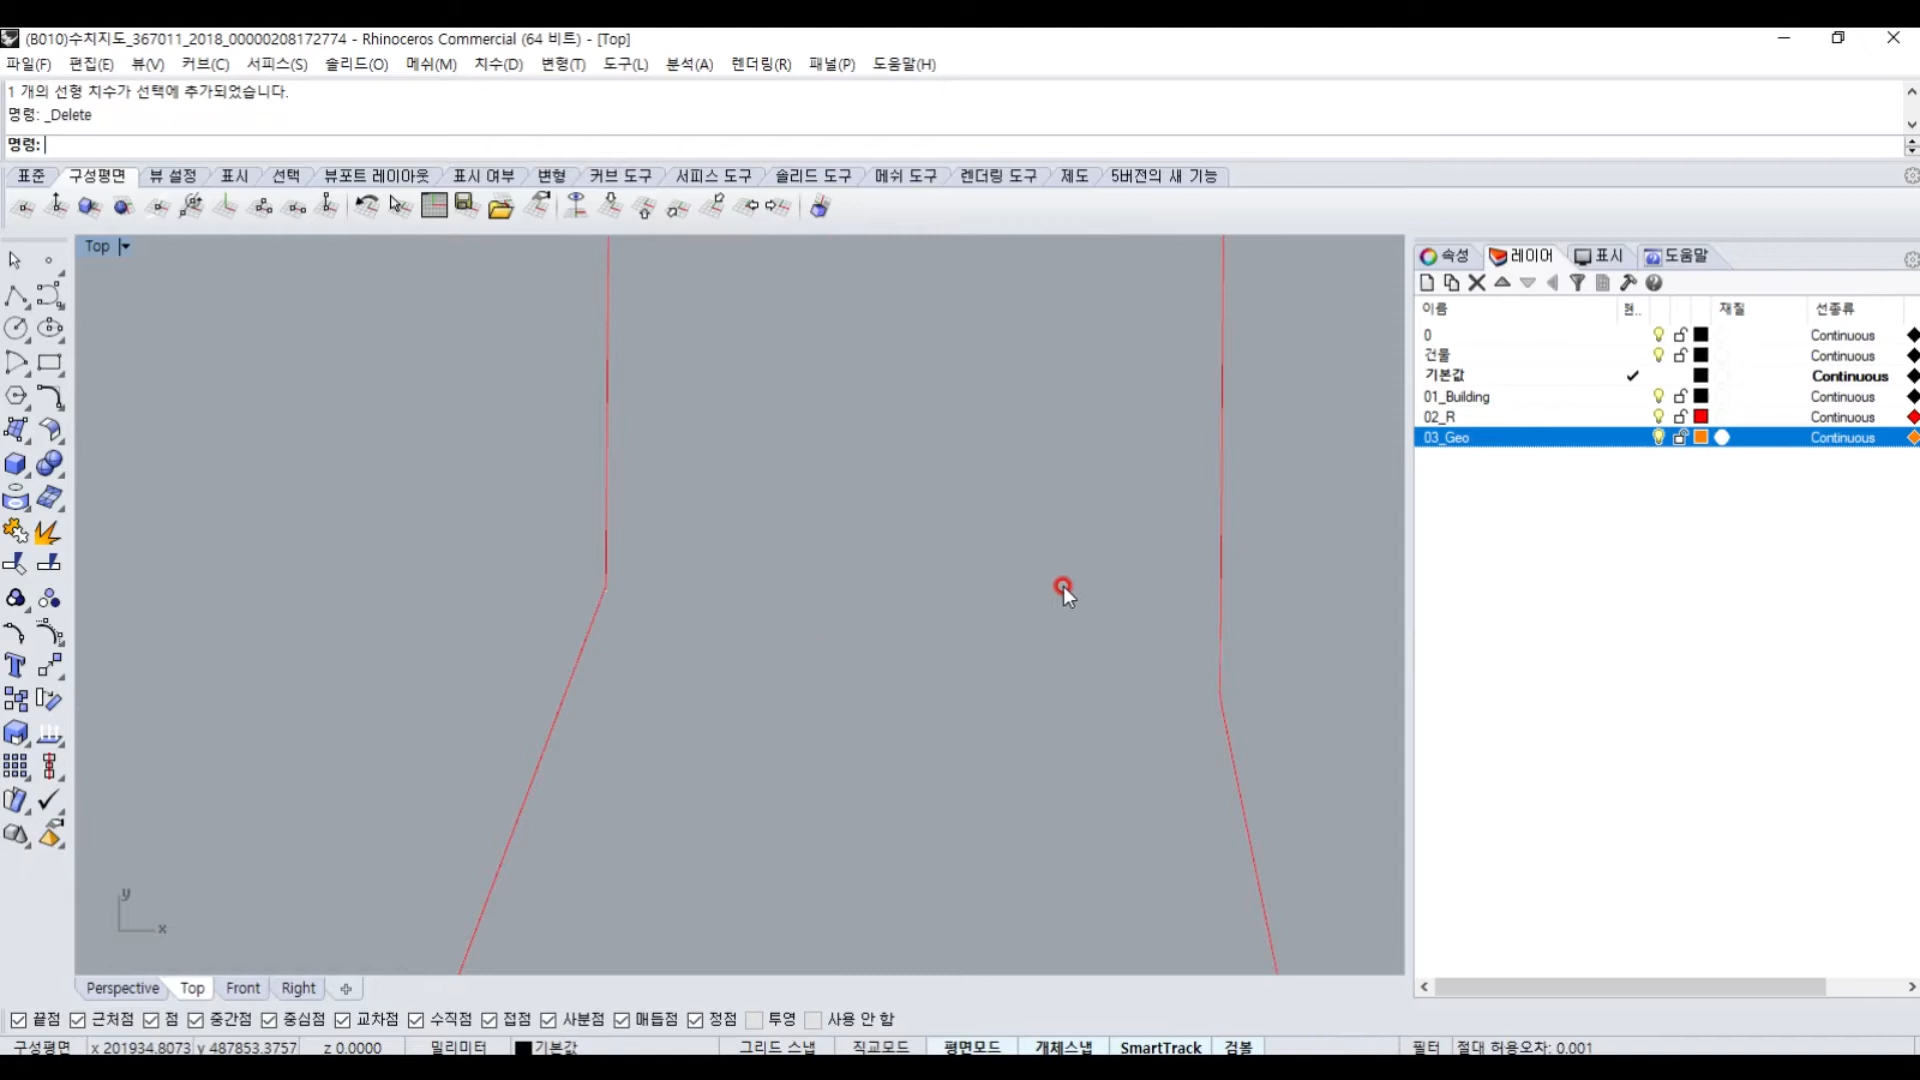 (B010)수치지도_367011_2018_00000208172774 - Rhinoceros Commercial (64 비트) - [Top]
파일(F) 편집(E) 뷰(V) 커브(C) 서피스(S) 솔리드(O) 메쉬(M) 치수(D) 변형(T) 도구(L) 분석(A) 렌더링(R) 패널(P) 도움말(H)
1 개의 선형 치수가 선택에 추가되었습니다.
명령: _Delete
명령:
표준 구성평면 뷰 설정 표시 선택 뷰포트 레이아웃 표시 여부 변형 커브 도구 서피스 도구 솔리드 도구 메쉬 도구 렌더링 도구 제도 5버전의 새 기능
Top
속성 레이어 표시 도움말
이름 현.. 재질 선종류
0 Continuous
건물 Continuous
기본값 Continuous
01_Building Continuous
02_R Continuous
03_Geo Continuous
y
x
Perspective Top Front Right
끝점 근처점 점 중간점 중심점 교차점 수직점 접점 사분점 매듭점 정점 투영 사용 안 함
구성평면 x 201934.8073 y 487853.3757 z 0.0000 밀리미터 기본값 그리드 스냅 직교모드 평면모드 개체스냅 SmartTrack 검볼 필터 절대 허용오차: 0.001